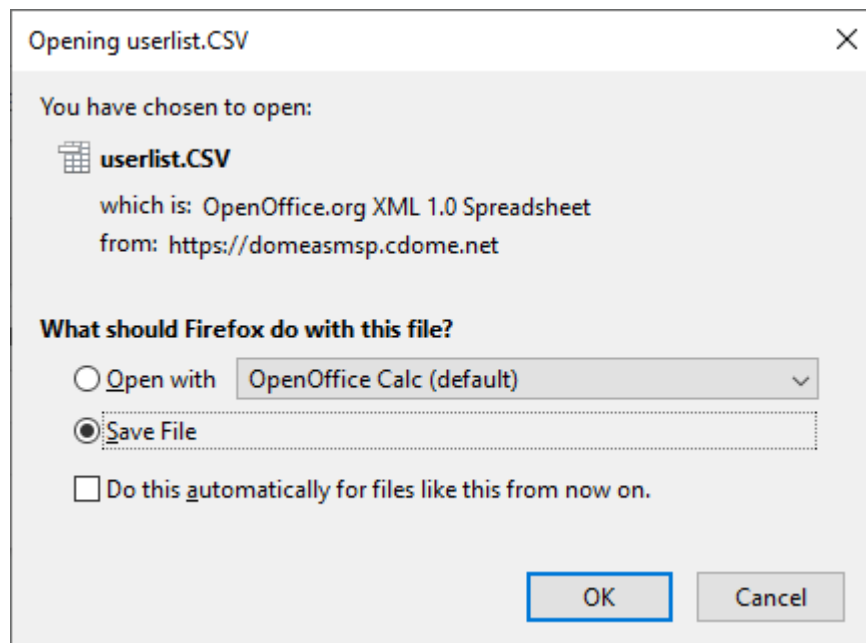 Opening userlist.CSV
You have chosen to open:
userlist.CSV
which is: OpenOffice.org XML 1.0 Spreadsheet
from: https://domeasmsp.cdome.net
What should Firefox do with this file?
Open with OpenOffice Calc (default)
Save File
Do this automatically for files like this from now on.
OK Cancel